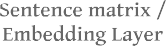 Sentence matrix /
Embedding Layer